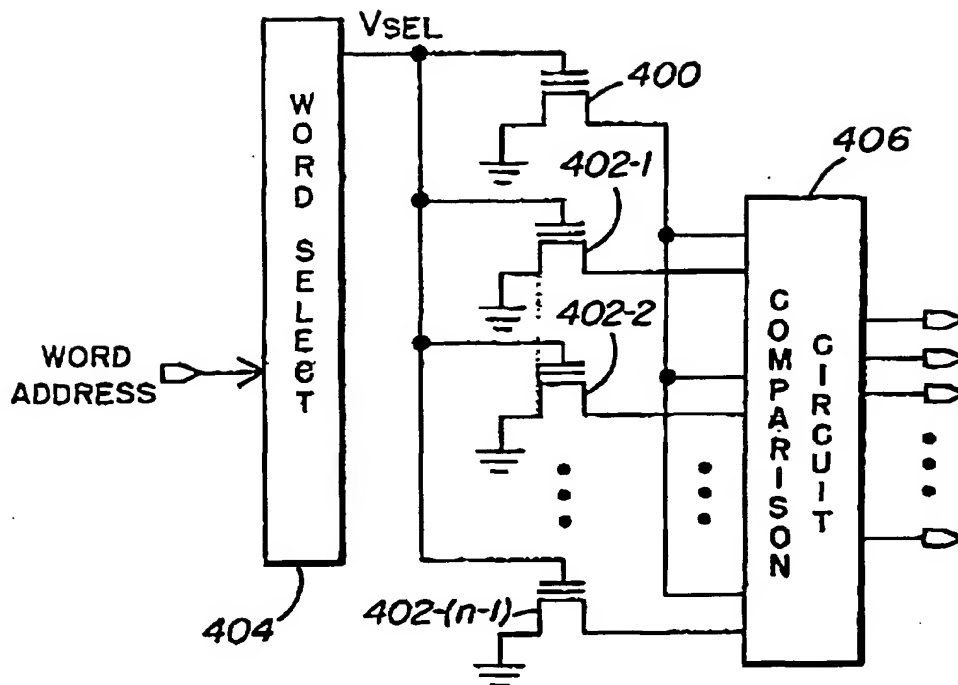 VSEL
400
WORD SELECT
402-1
406
402-2
WORD
ADDRESS
COMPARISON
CIRCUIT
402-(n-1)
404